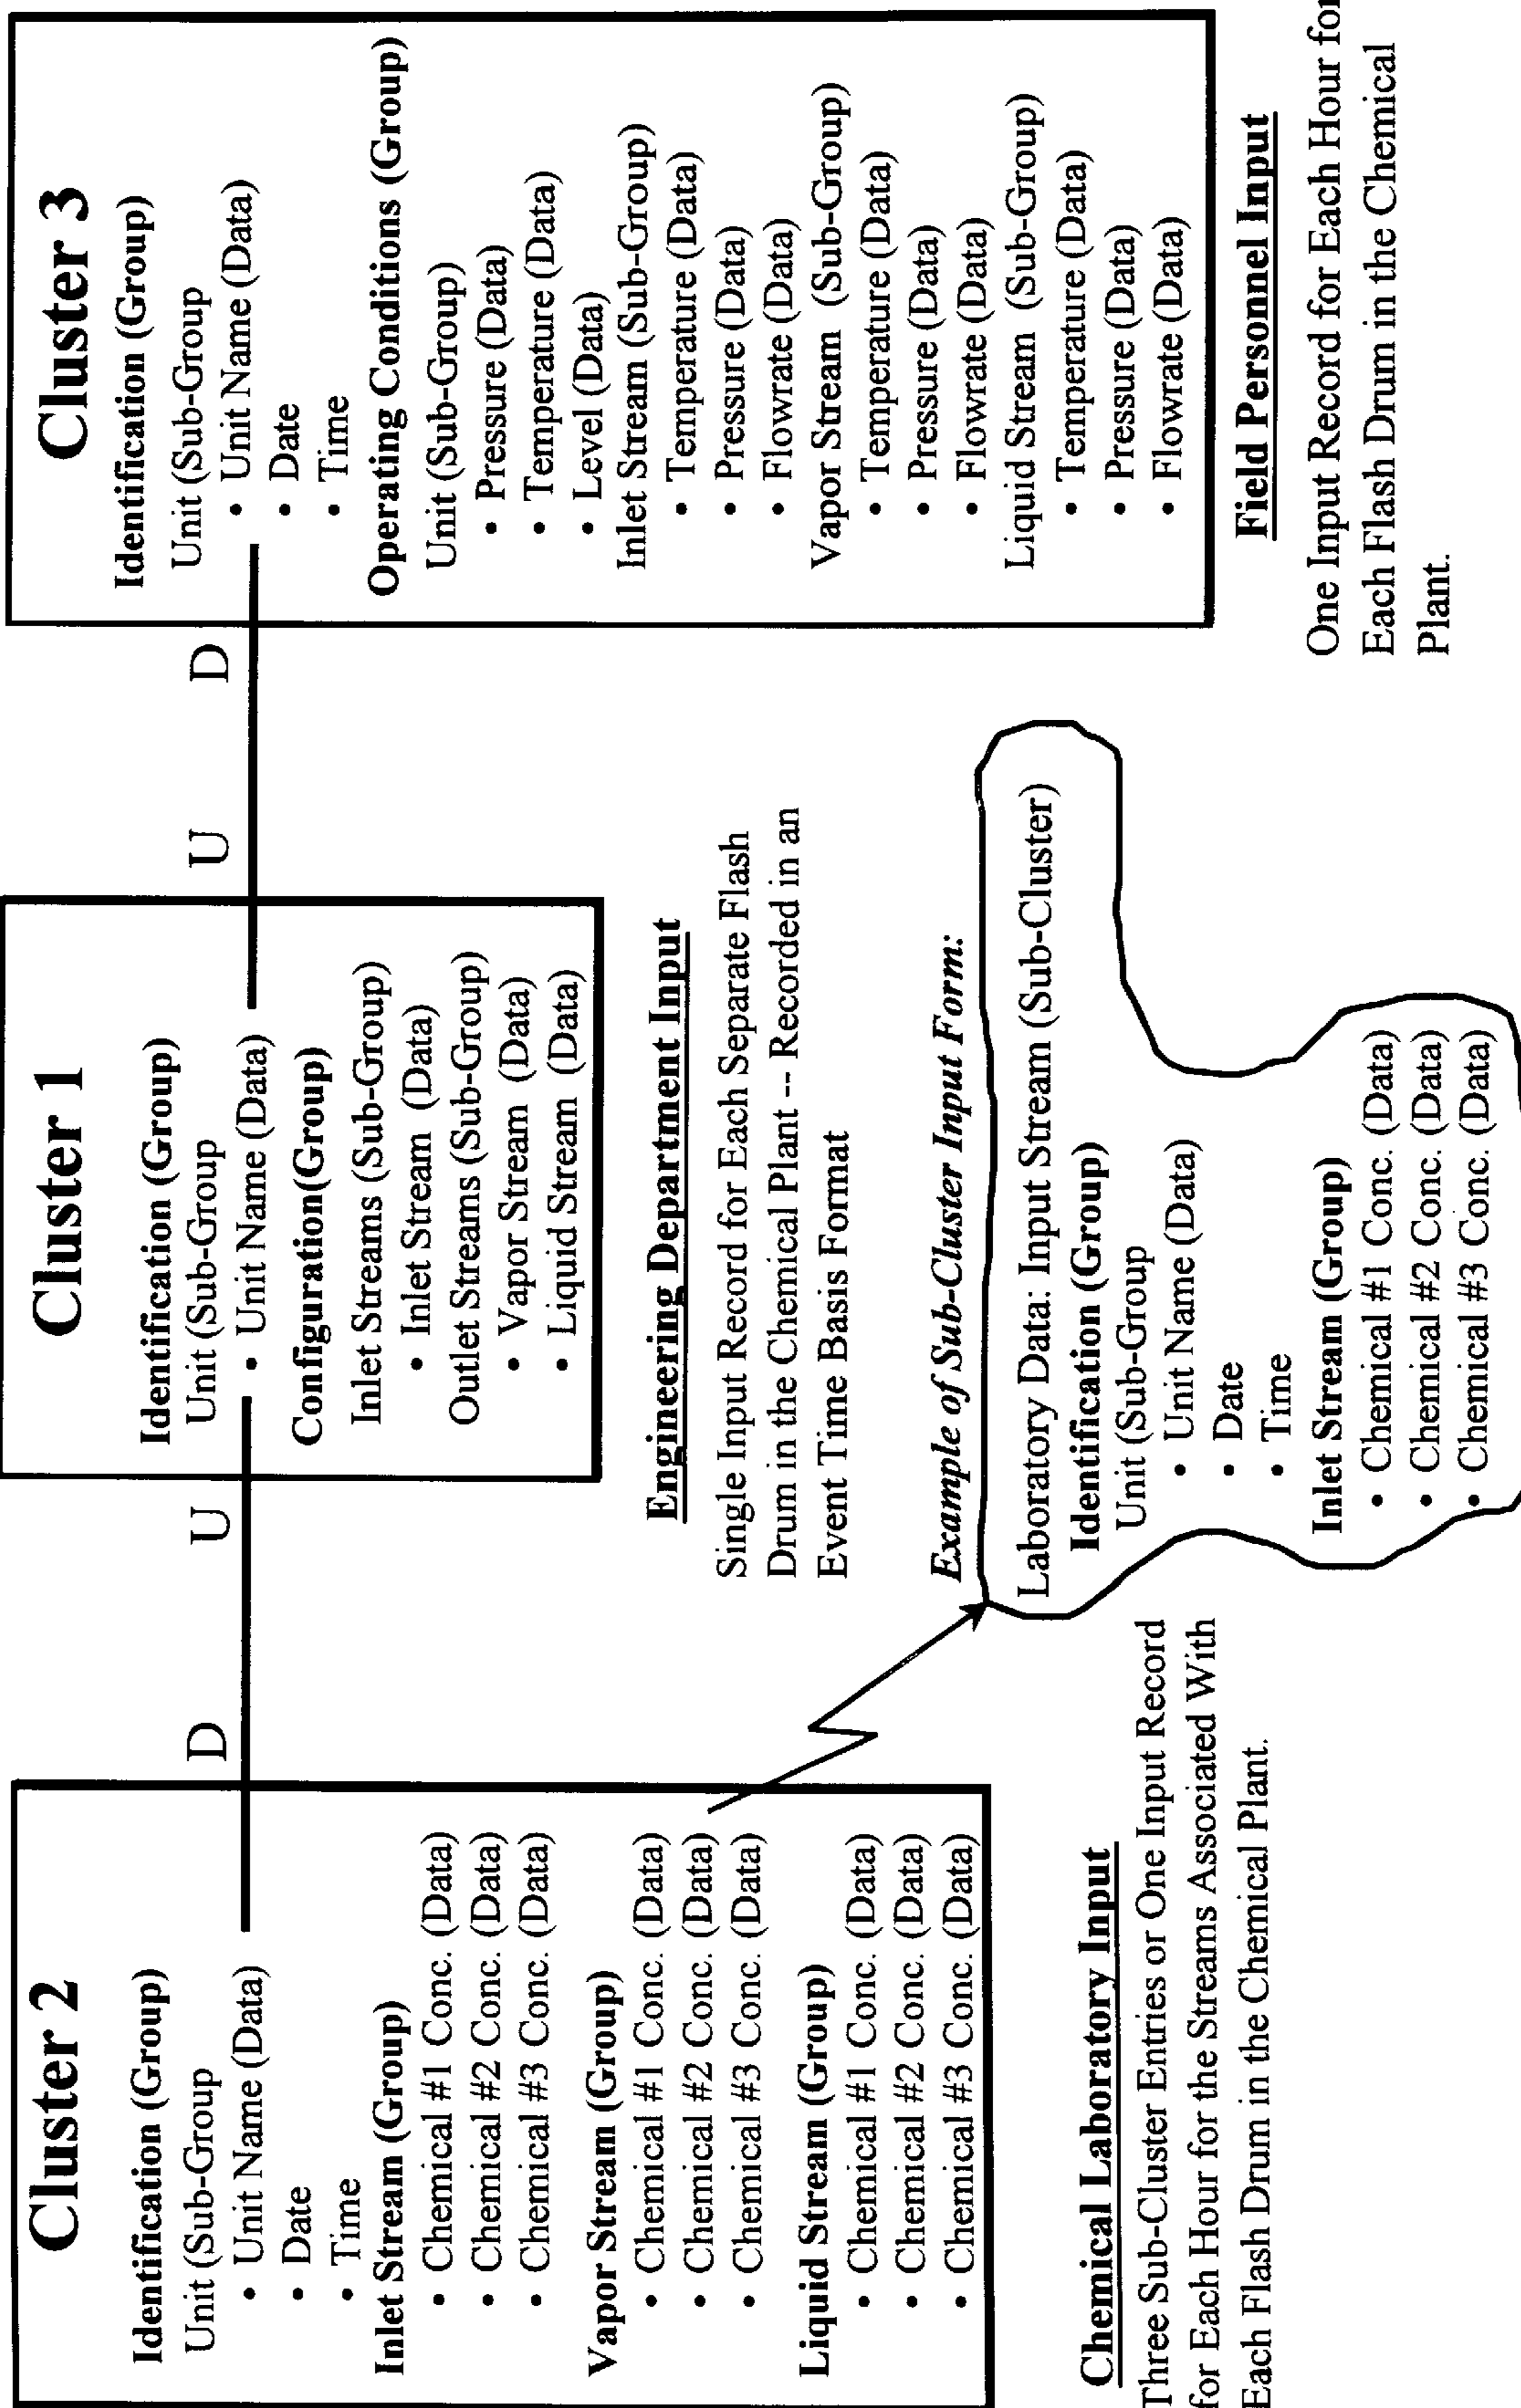 Cluster 2
Identification (Group)
Unit (Sub-Group
• Unit Name (Data)
• Date
• Time
Inlet Stream (Group)
• Chemical #1 Conc. (Data)
• Chemical #2 Conc. (Data)
• Chemical #3 Conc. (Data)
Vapor Stream (Group)
• Chemical #1 Conc. (Data)
• Chemical #2 Conc. (Data)
• Chemical #3 Conc. (Data)
Liquid Stream (Group)
• Chemical #1 Conc. (Data)
• Chemical #2 Conc. (Data)
• Chemical #3 Conc. (Data)
Chemical Laboratory Input
Three Sub-Cluster Entries or One Input Record
for Each Hour for the Streams Associated With
Each Flash Drum in the Chemical Plant.
D
U
Cluster 1
Identification (Group)
Unit (Sub-Group
• Unit Name (Data)
Configuration(Group)
Inlet Streams (Sub-Group)
• Inlet Stream (Data)
Outlet Streams (Sub-Group)
• Vapor Stream (Data)
• Liquid Stream (Data)
Engineering Department Input
Single Input Record for Each Separate Flash
Drum in the Chemical Plant -- Recorded in an
Event Time Basis Format
Example of Sub-Cluster Input Form:
Laboratory Data: Input Stream (Sub-Cluster)
Identification (Group)
Unit (Sub-Group
• Unit Name (Data)
• Date
• Time
Inlet Stream (Group)
• Chemical #1 Conc. (Data)
• Chemical #2 Conc. (Data)
• Chemical #3 Conc. (Data)
U
D
Cluster 3
Identification (Group)
Unit (Sub-Group
• Unit Name (Data)
• Date
• Time
Operating Conditions (Group)
Unit (Sub-Group)
• Pressure (Data)
• Temperature (Data)
• Level (Data)
Inlet Stream (Sub-Group)
• Temperature (Data)
• Pressure (Data)
• Flowrate (Data)
Vapor Stream (Sub-Group)
• Temperature (Data)
• Pressure (Data)
• Flowrate (Data)
Liquid Stream (Sub-Group)
• Temperature (Data)
• Pressure (Data)
• Flowrate (Data)
Field Personnel Input
One Input Record for Each Hour for
Each Flash Drum in the Chemical
Plant.